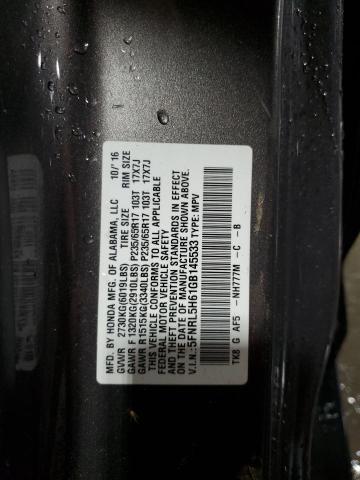 MFD. BY HONDA MFG. OF ALABAMA, LLC 10/'16
GVWR 2730KG(6019LBS) TIRE SIZE RIM SIZE
GAWR F 1320KG(2910LBS) P235/65R17 103T 17X7J
GAWR R 1515KG(3340LBS) P235/65R17 103T 17X7J
THIS VEHICLE CONFORMS TO ALL APPLICABLE
FEDERAL MOTOR VEHICLE SAFETY
AND THEFT PREVENTION STANDARDS IN EFFECT
ON THE DATE OF MANUFACTURE SHOWN ABOVE.
V.I.N.:5FNRL5H61GB145533 TYPE: MPV
TK8 G AF5 -NH777M -C -B